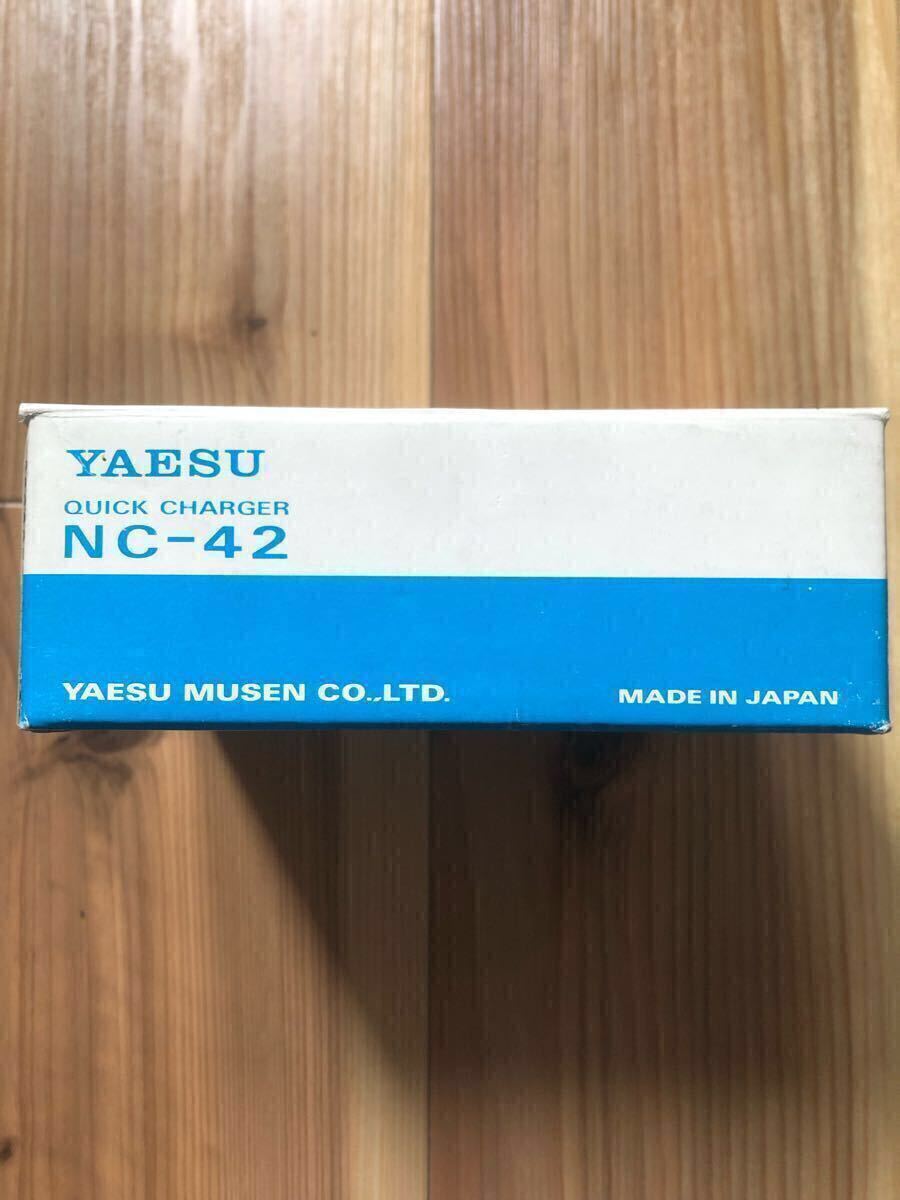 YAESU
QUICK CHARGER
NC-42
YAESU MUSEN CO.,LTD.
MADE IN JAPAN